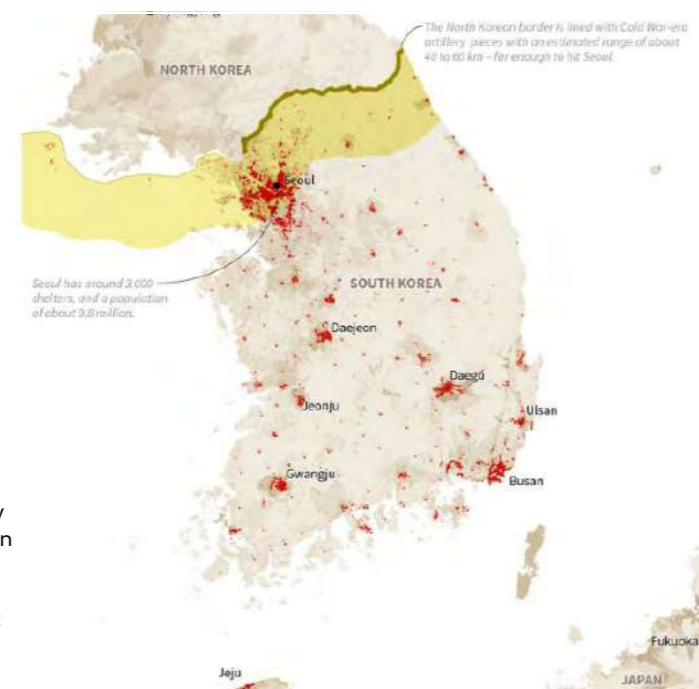 The North Korean border is lined with Cold War-era
artillery pieces with an estimated range of about
40 to 60 km – far enough to hit Seoul.
NORTH KOREA
Seoul
Seoul has around 3,000
shelters, and a population
of about 9.8 million.
SOUTH KOREA
Daejeon
Daegu
Jeonju
Ulsan
Gwangju
Busan
Fukuoka
Jeju
JAPAN